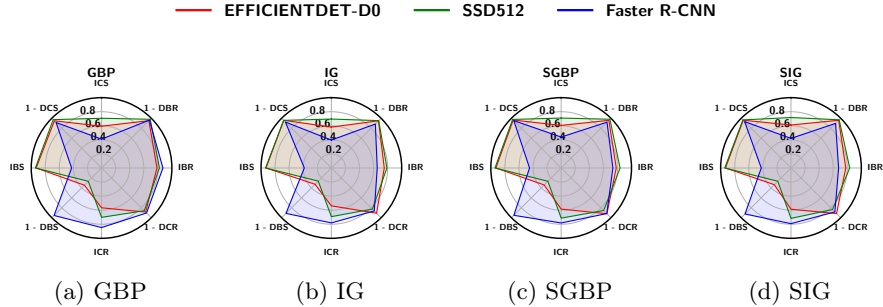 EFFICIENTDET-D0 SSD512 Faster R-CNN
GBP IG SGBP SIG
ICS ICS ICS ICS
1 - DCS 1 - DBR 1 - DCS 1 - DBR 1 - DCS 1 - DBR 1 - DCS 1 - DBR
0.8 0.8 0.8 0.8
0.6 0.6 0.6 0.6
0.4 0.4 0.4 0.4
0.2 0.2 0.2 0.2
IBS IBR IBS IBR IBS IBR IBS IBR
1 - DBS 1 - DCR 1 - DBS 1 - DCR 1 - DBS 1 - DCR 1 - DBS 1 - DCR
ICR ICR ICR ICR
(a) GBP (b) IG (c) SGBP (d) SIG